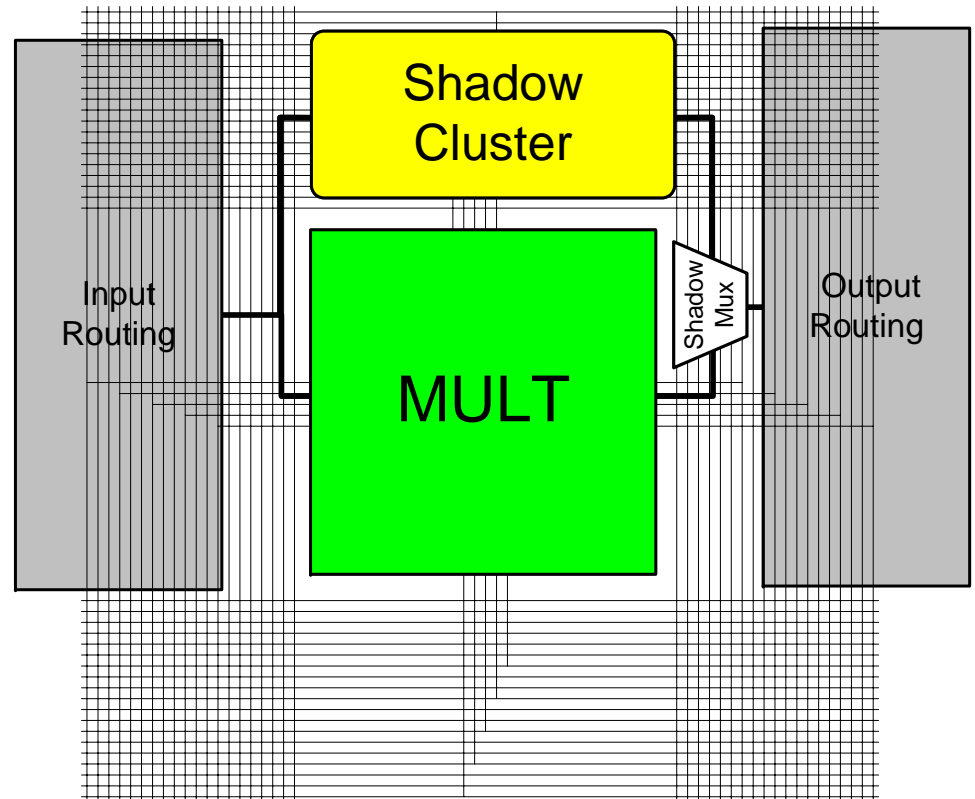 Shadow
Cluster
Input
Routing
MULT
Shadow
Mux
Output
Routing